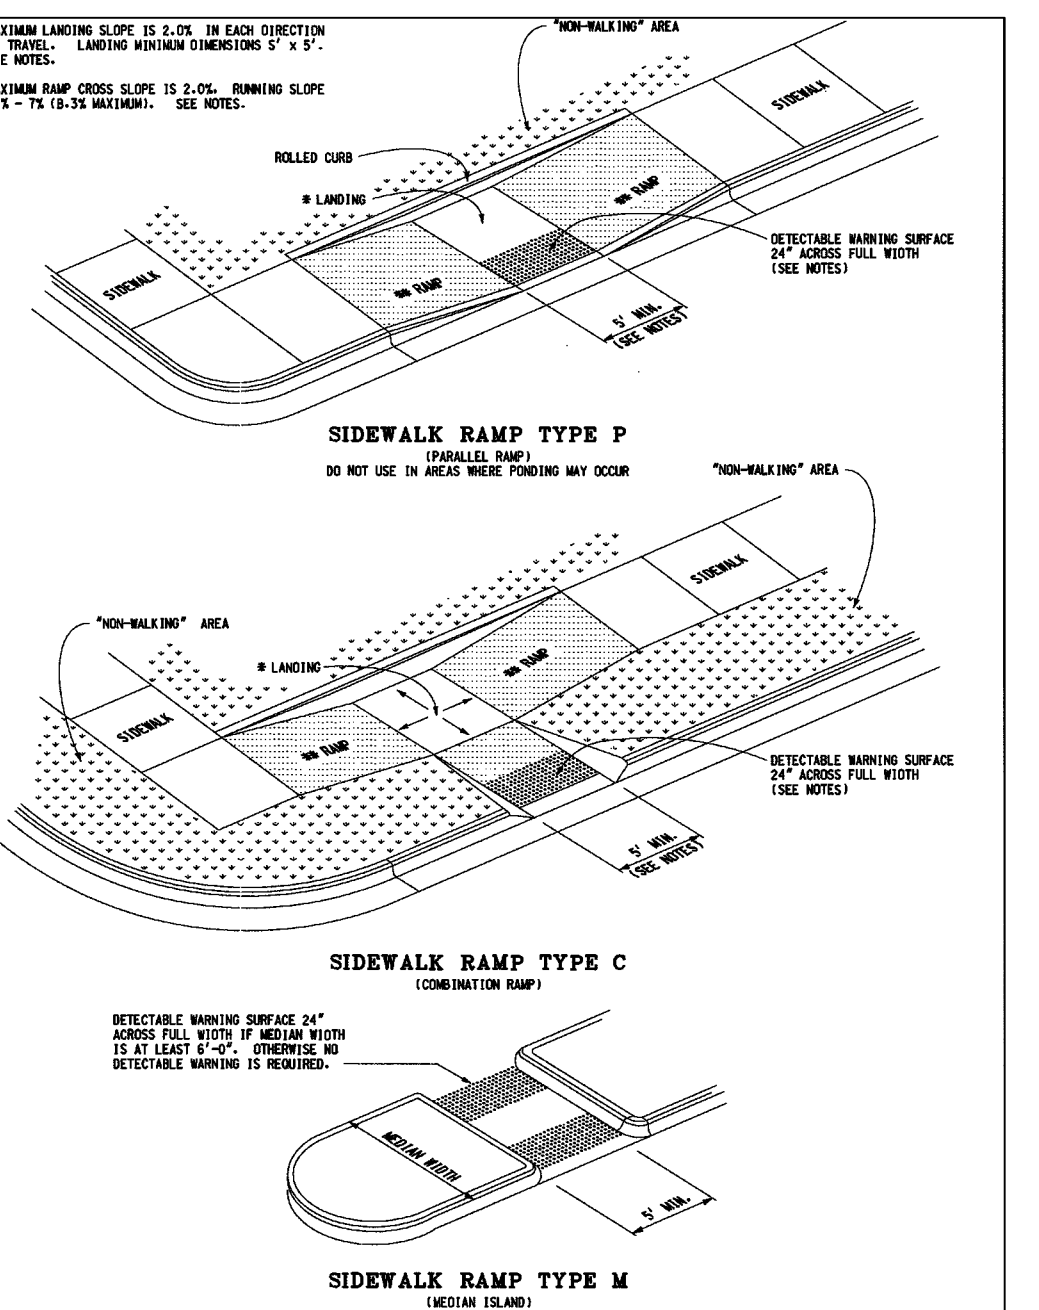 XIMUM LANDING SLOPE IS 2.0% IN EACH DIRECTION
TRAVEL. LANDING MINIMUM DIMENSIONS 5' x 5'.
E NOTES.
XIMUM RAMP CROSS SLOPE IS 2.0%. RUNNING SLOPE
% - 7% (8.3% MAXIMUM). SEE NOTES.
"NON-WALKING" AREA
SIDEWALK
ROLLED CURB
* LANDING
** RAMP
DETECTABLE WARNING SURFACE
24" ACROSS FULL WIDTH
(SEE NOTES)
SIDEWALK
** RAMP
5' MIN.
(SEE NOTES)
SIDEWALK RAMP TYPE P
(PARALLEL RAMP)
DO NOT USE IN AREAS WHERE PONDING MAY OCCUR
"NON-WALKING" AREA
SIDEWALK
"NON-WALKING" AREA
* LANDING
** RAMP
SIDEWALK
** RAMP
DETECTABLE WARNING SURFACE
24" ACROSS FULL WIDTH
(SEE NOTES)
5' MIN.
(SEE NOTES)
SIDEWALK RAMP TYPE C
(COMBINATION RAMP)
DETECTABLE WARNING SURFACE 24"
ACROSS FULL WIDTH IF MEDIAN WIDTH
IS AT LEAST 6'-0". OTHERWISE NO
DETECTABLE WARNING IS REQUIRED.
MEDIAN WIDTH
5' MIN.
SIDEWALK RAMP TYPE M
(MEDIAN ISLAND)